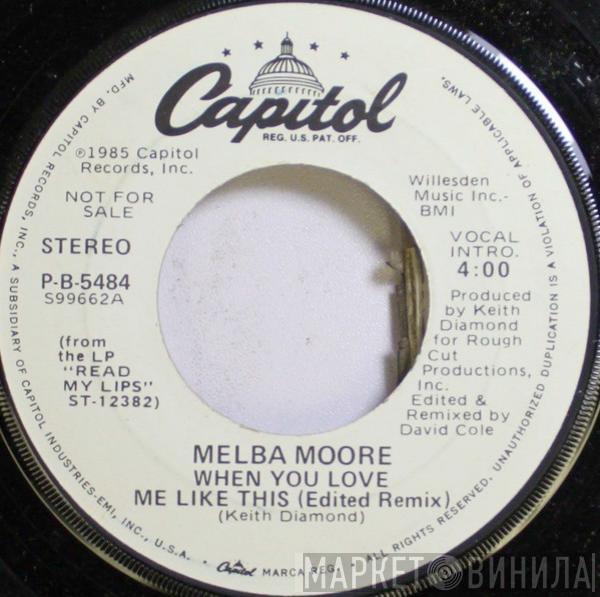 Capitol
REG. U.S. PAT. OFF.
℗1985 Capitol
Records, Inc.
NOT FOR
SALE
STEREO
P-B-5484
S99662A
(from
the LP
"READ
MY LIPS"
ST-12382)
Willesden
Music Inc.-
BMI
VOCAL
INTRO.
4:00
Produced
by Keith
Diamond
for Rough
Cut
Productions,
Inc.
Edited &
Remixed by
David Cole
MELBA MOORE
WHEN YOU LOVE
ME LIKE THIS (Edited Remix)
(Keith Diamond)
MFD. BY CAPITOL RECORDS, INC., A SUBSIDIARY OF CAPITOL INDUSTRIES-EMI, INC., U.S.A. • Capitol MARCA REG. • ALL RIGHTS RESERVED. UNAUTHORIZED DUPLICATION IS A VIOLATION OF APPLICABLE LAWS.
МАРКЕТ ВИНИЛА